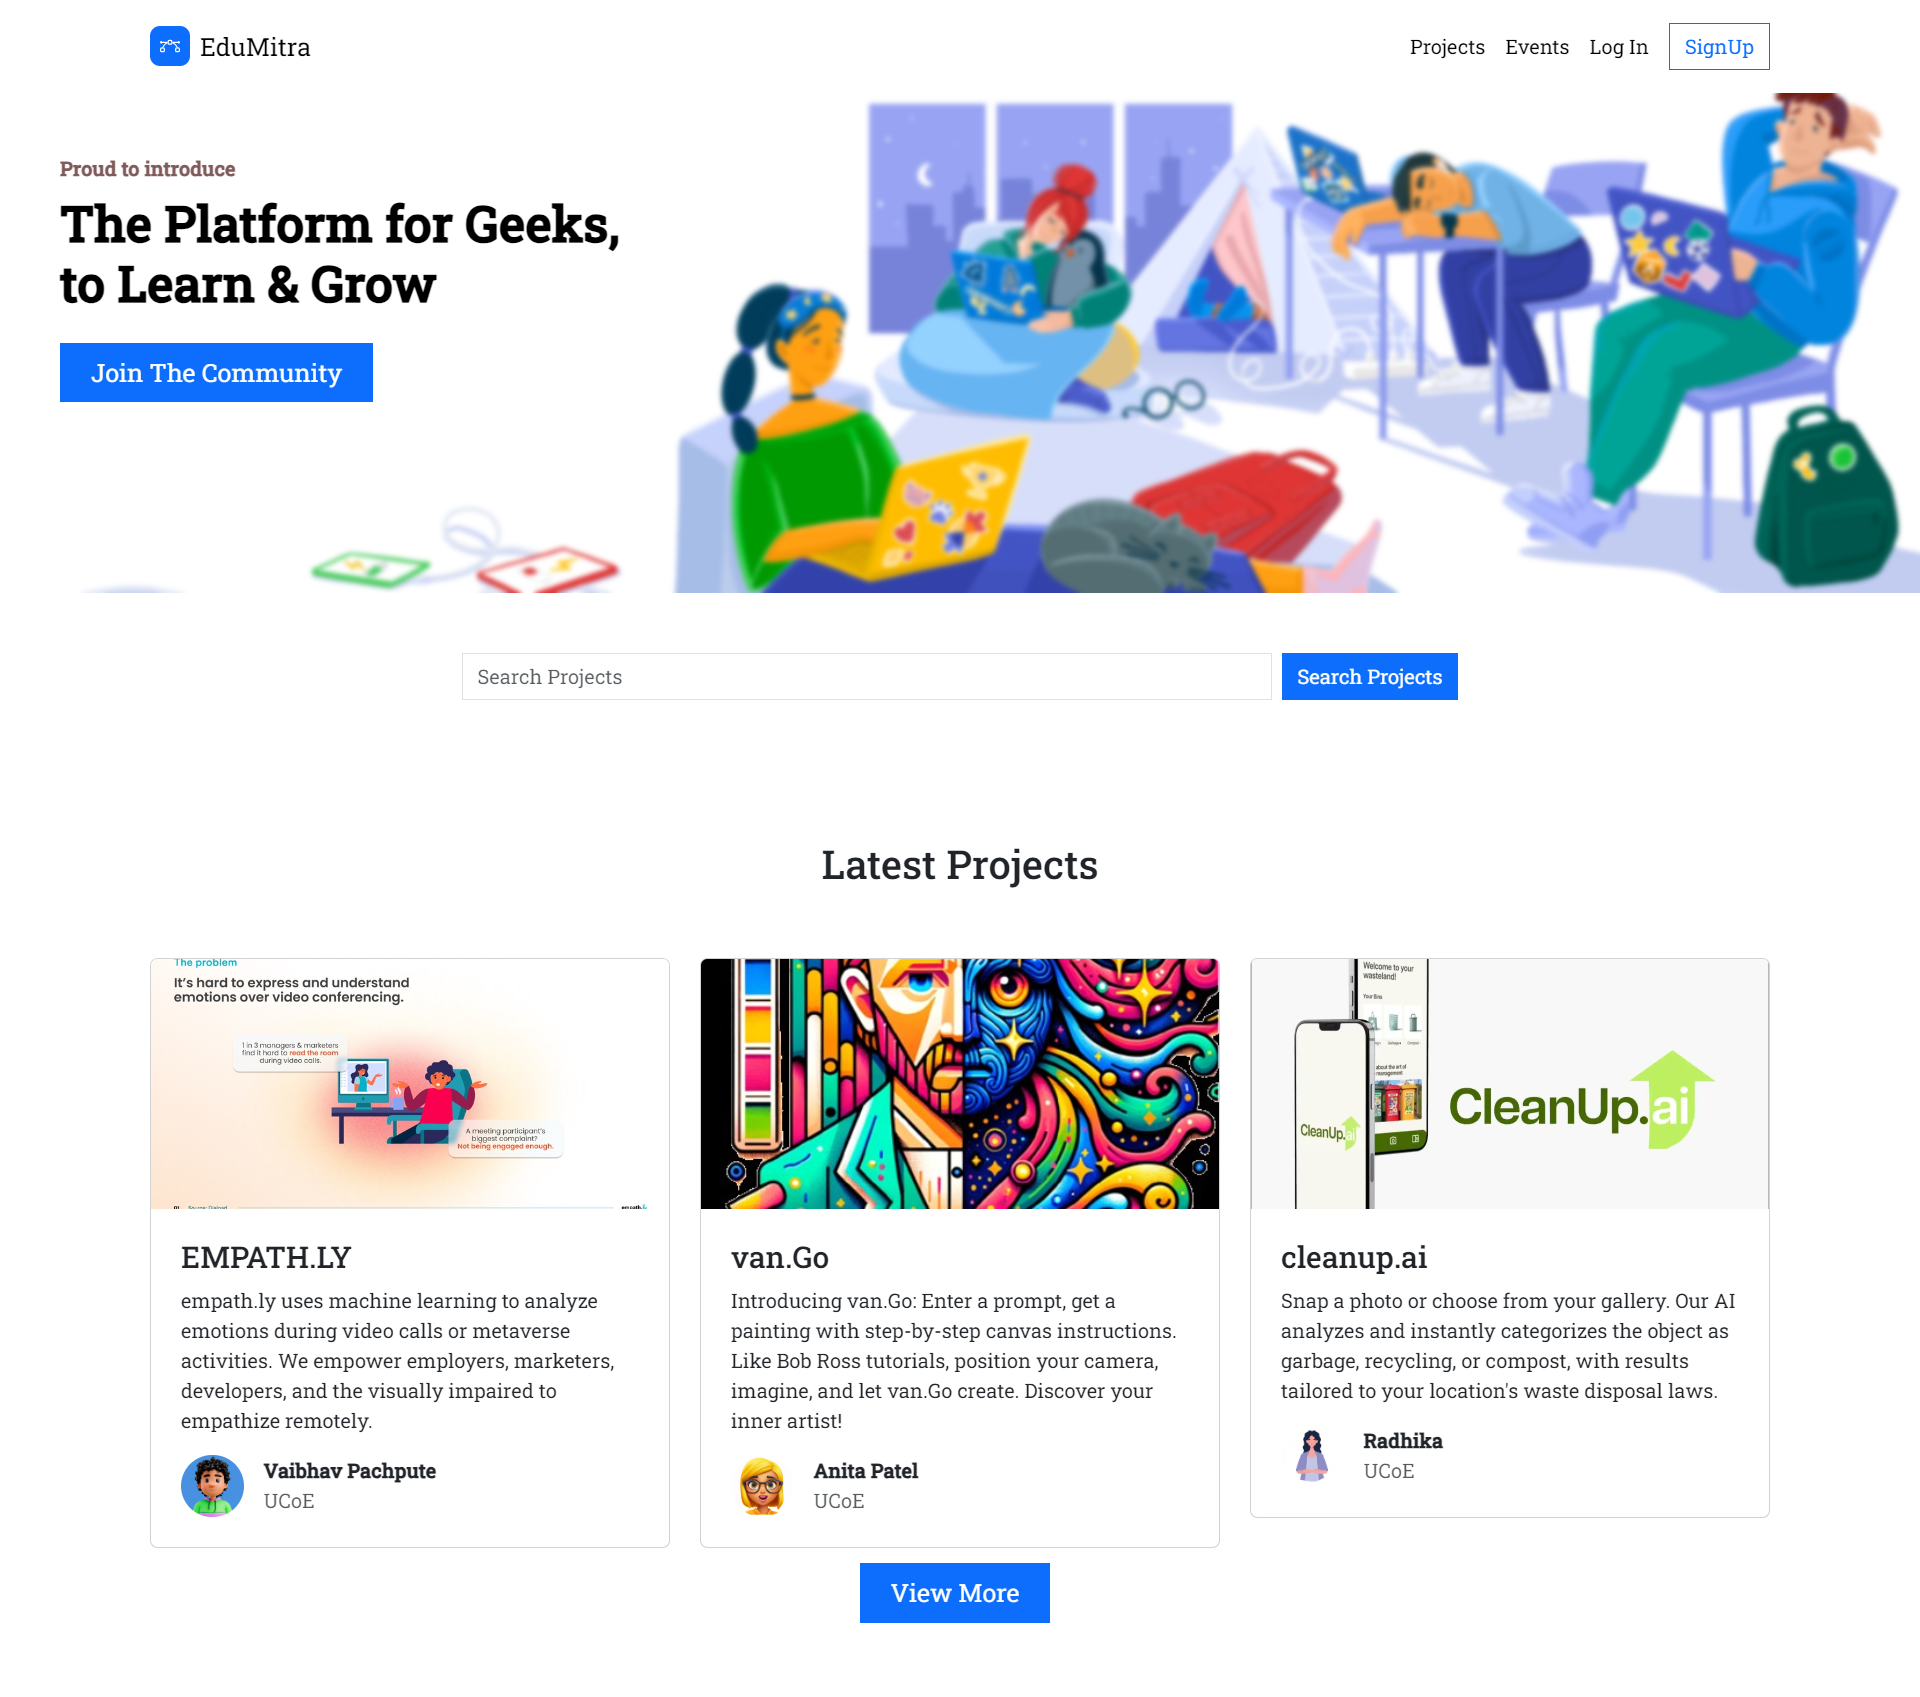 EduMitra
Projects
Events
Log In
SignUp
Proud to introduce
The Platform for Geeks,
to Learn & Grow
Join The Community
Search Projects
Search Projects
Latest Projects
The problem
It's hard to express and understand
emotions over video conferencing.
1 in 3 managers & marketers
find it hard to read the room
during video calls.
A meeting participant's
biggest complaint?
Not being engaged enough.
EMPATH.LY
empath.ly uses machine learning to analyze
emotions during video calls or metaverse
activities. We empower employers, marketers,
developers, and the visually impaired to
empathize remotely.
Vaibhav Pachpute
UCoE
van.Go
Introducing van.Go: Enter a prompt, get a
painting with step-by-step canvas instructions.
Like Bob Ross tutorials, position your camera,
imagine, and let van.Go create. Discover your
inner artist!
Anita Patel
UCoE
Welcome to your
wasteland!
Your Bins
about the art of
management
CleanUp.ai
CleanUp.ai
cleanup.ai
Snap a photo or choose from your gallery. Our AI
analyzes and instantly categorizes the object as
garbage, recycling, or compost, with results
tailored to your location's waste disposal laws.
Radhika
UCoE
View More